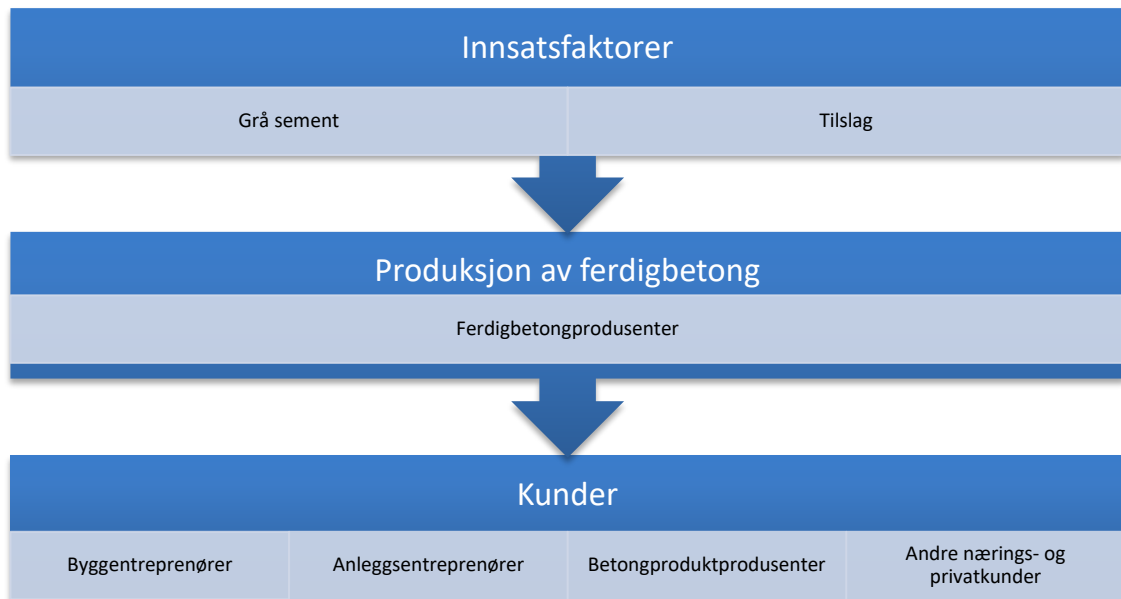 Innsatsfaktorer
Grå sement
Tilslag
Produksjon av ferdigbetong
Ferdigbetongprodusenter
Kunder
Byggentreprenører
Anleggsentreprenører
Betongproduktprodusenter
Andre nærings- og
privatkunder